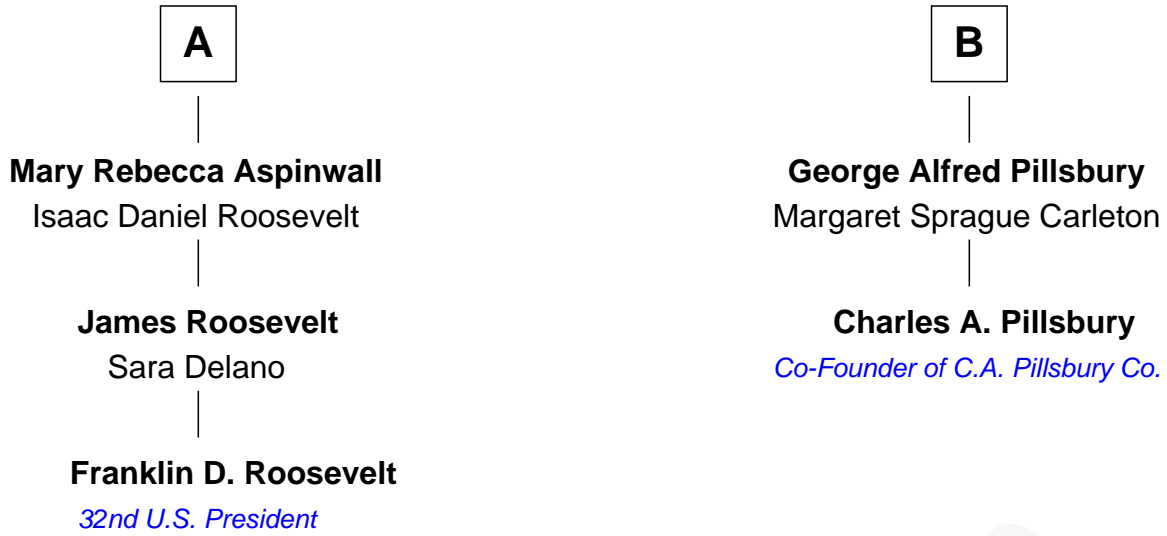 A
Mary Rebecca Aspinwall
Isaac Daniel Roosevelt
James Roosevelt
Sara Delano
Franklin D. Roosevelt
32nd U.S. President
B
George Alfred Pillsbury
Margaret Sprague Carleton
Charles A. Pillsbury
Co-Founder of C.A. Pillsbury Co.